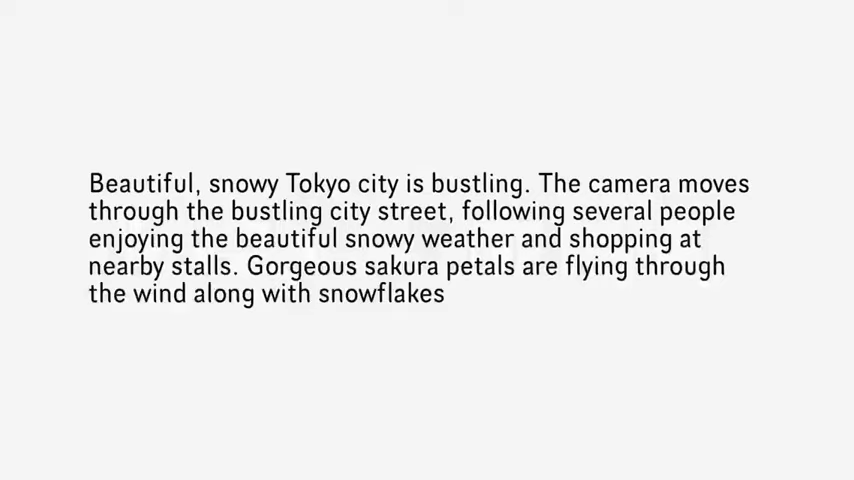 Beautiful, snowy Tokyo city is bustling. The camera moves
through the bustling city street, following several people
enjoying the beautiful snowy weather and shopping at
nearby stalls. Gorgeous sakura petals are flying through
the wind along with snowflakes